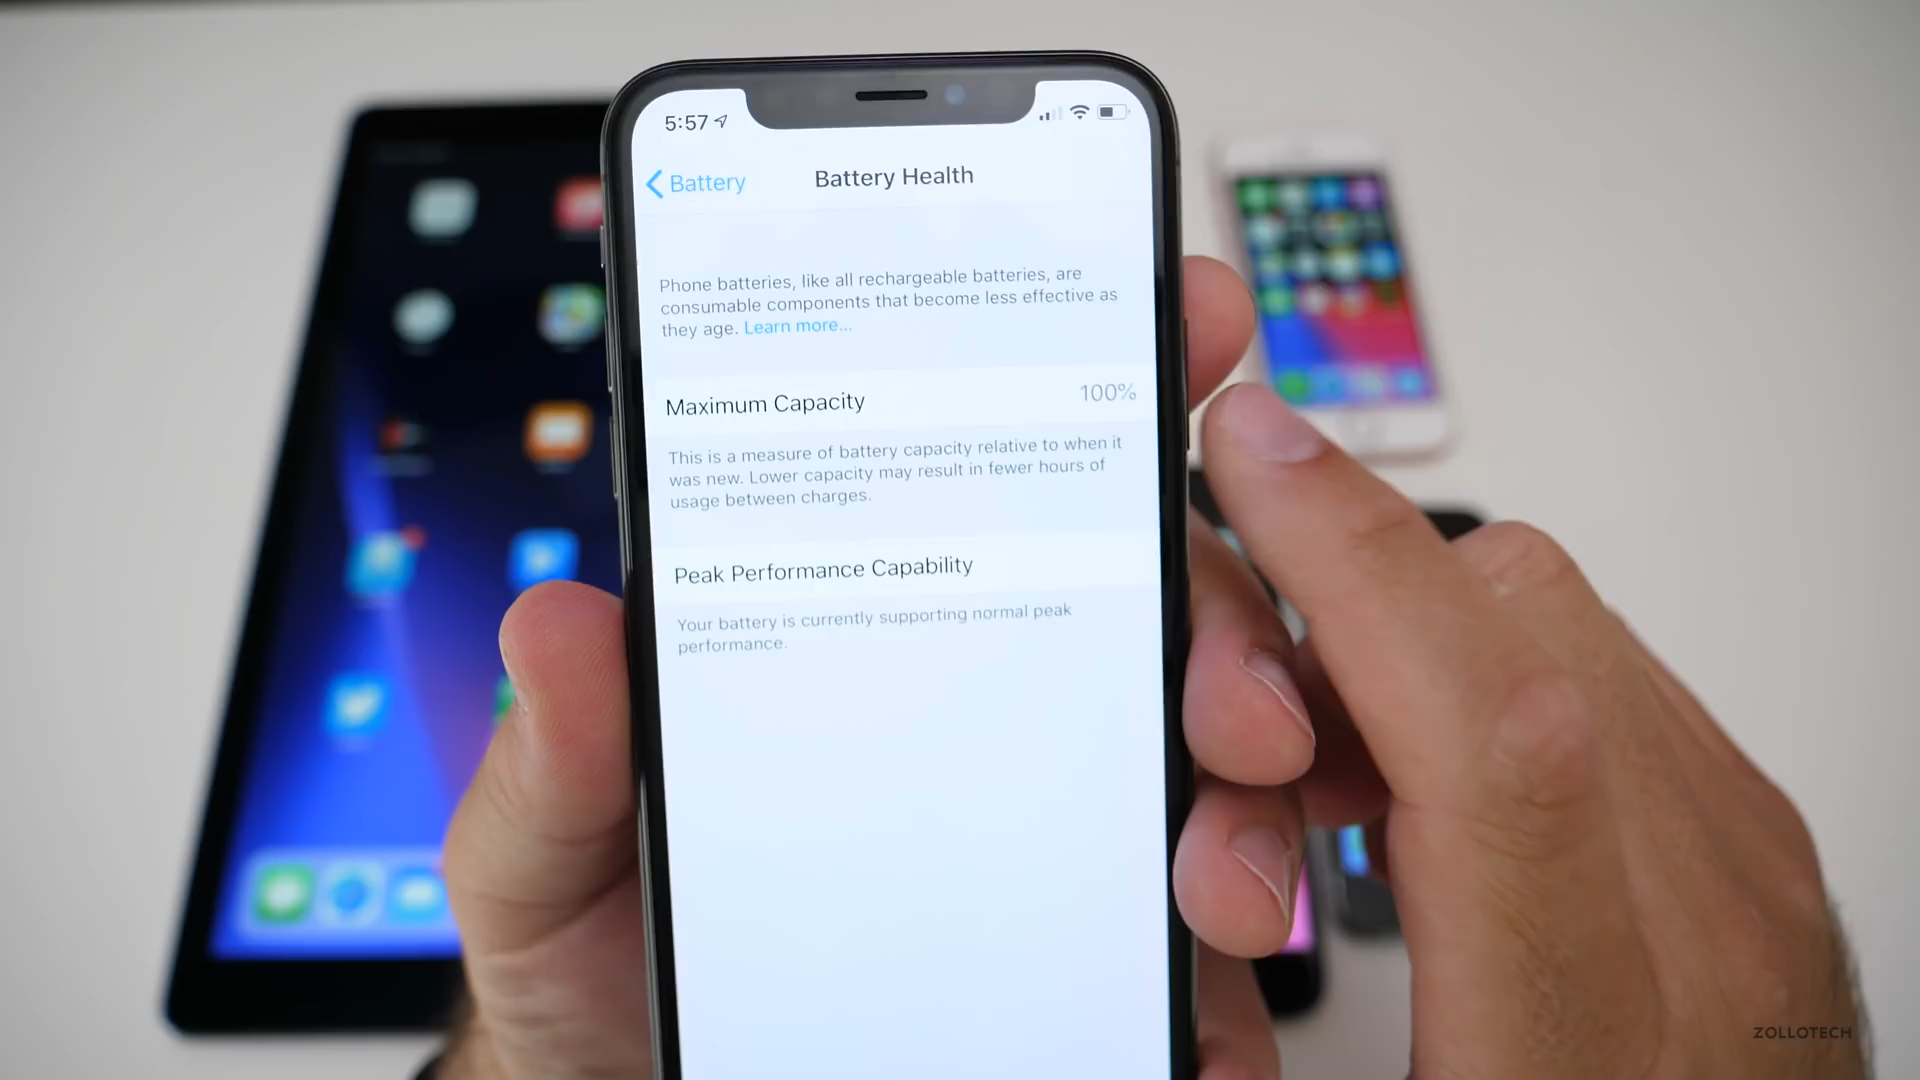 5:57
Battery
Battery Health
Phone batteries, like all rechargeable batteries, are
consumable components that become less effective as
they age. Learn more...
Maximum Capacity 100%
This is a measure of battery capacity relative to when it
was new. Lower capacity may result in fewer hours of
usage between charges.
Peak Performance Capability
Your battery is currently supporting normal peak
performance.
ZOLLOTECH